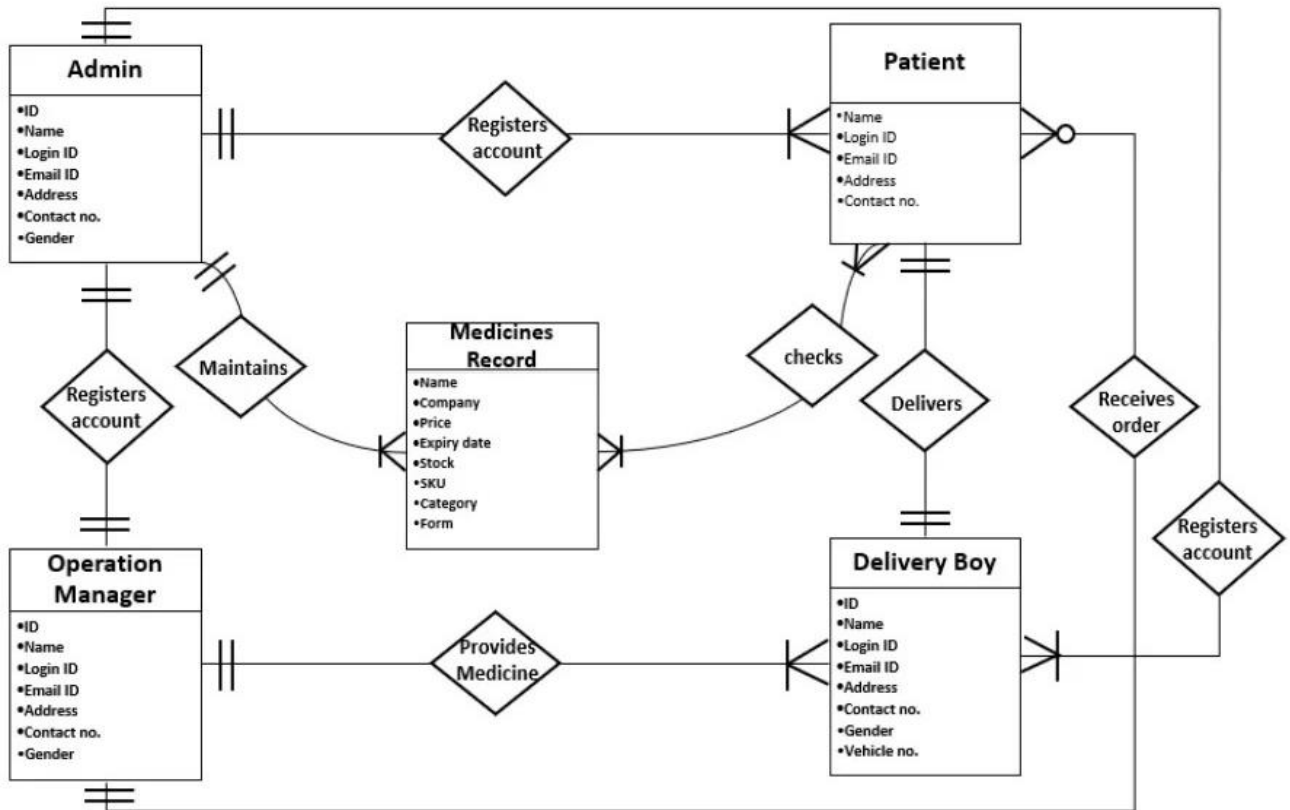 Admin
•ID
•Name
•Login ID
•Email ID
•Address
•Contact no.
•Gender
Registers
account
Patient
•Name
•Login ID
•Email ID
•Address
•Contact no.
Registers
account
Maintains
Medicines
Record
•Name
•Company
•Price
•Expiry date
•Stock
•SKU
•Category
•Form
checks
Delivers
Receives
order
Registers
account
Operation
Manager
•ID
•Name
•Login ID
•Email ID
•Address
•Contact no.
•Gender
Provides
Medicine
Delivery Boy
•ID
•Name
•Login ID
•Email ID
•Address
•Contact no.
•Gender
•Vehicle no.